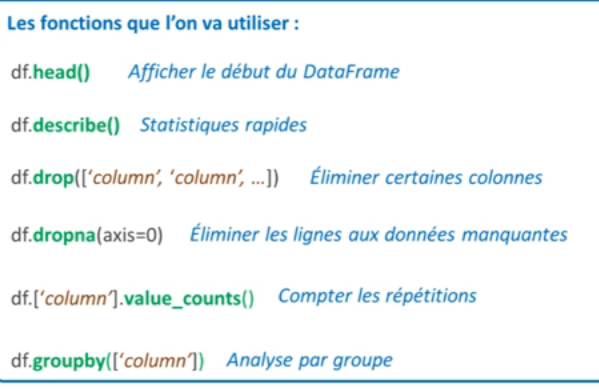 Les fonctions que l’on va utiliser :
df.head() Afficher le début du DataFrame
df.describe() Statistiques rapides
df.drop([‘column’, ‘column’, ...]) Éliminer certaines colonnes
df.dropna(axis=0) Éliminer les lignes aux données manquantes
df.[‘column’].value_counts() Compter les répétitions
df.groupby([‘column’]) Analyse par groupe